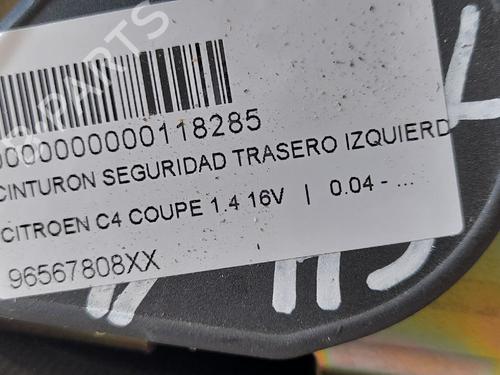 0000000000118285
CINTURON SEGURIDAD TRASERO IZQUIERD
CITROEN C4 COUPE 1.4 16V | 0.04 - ...
96567808XX